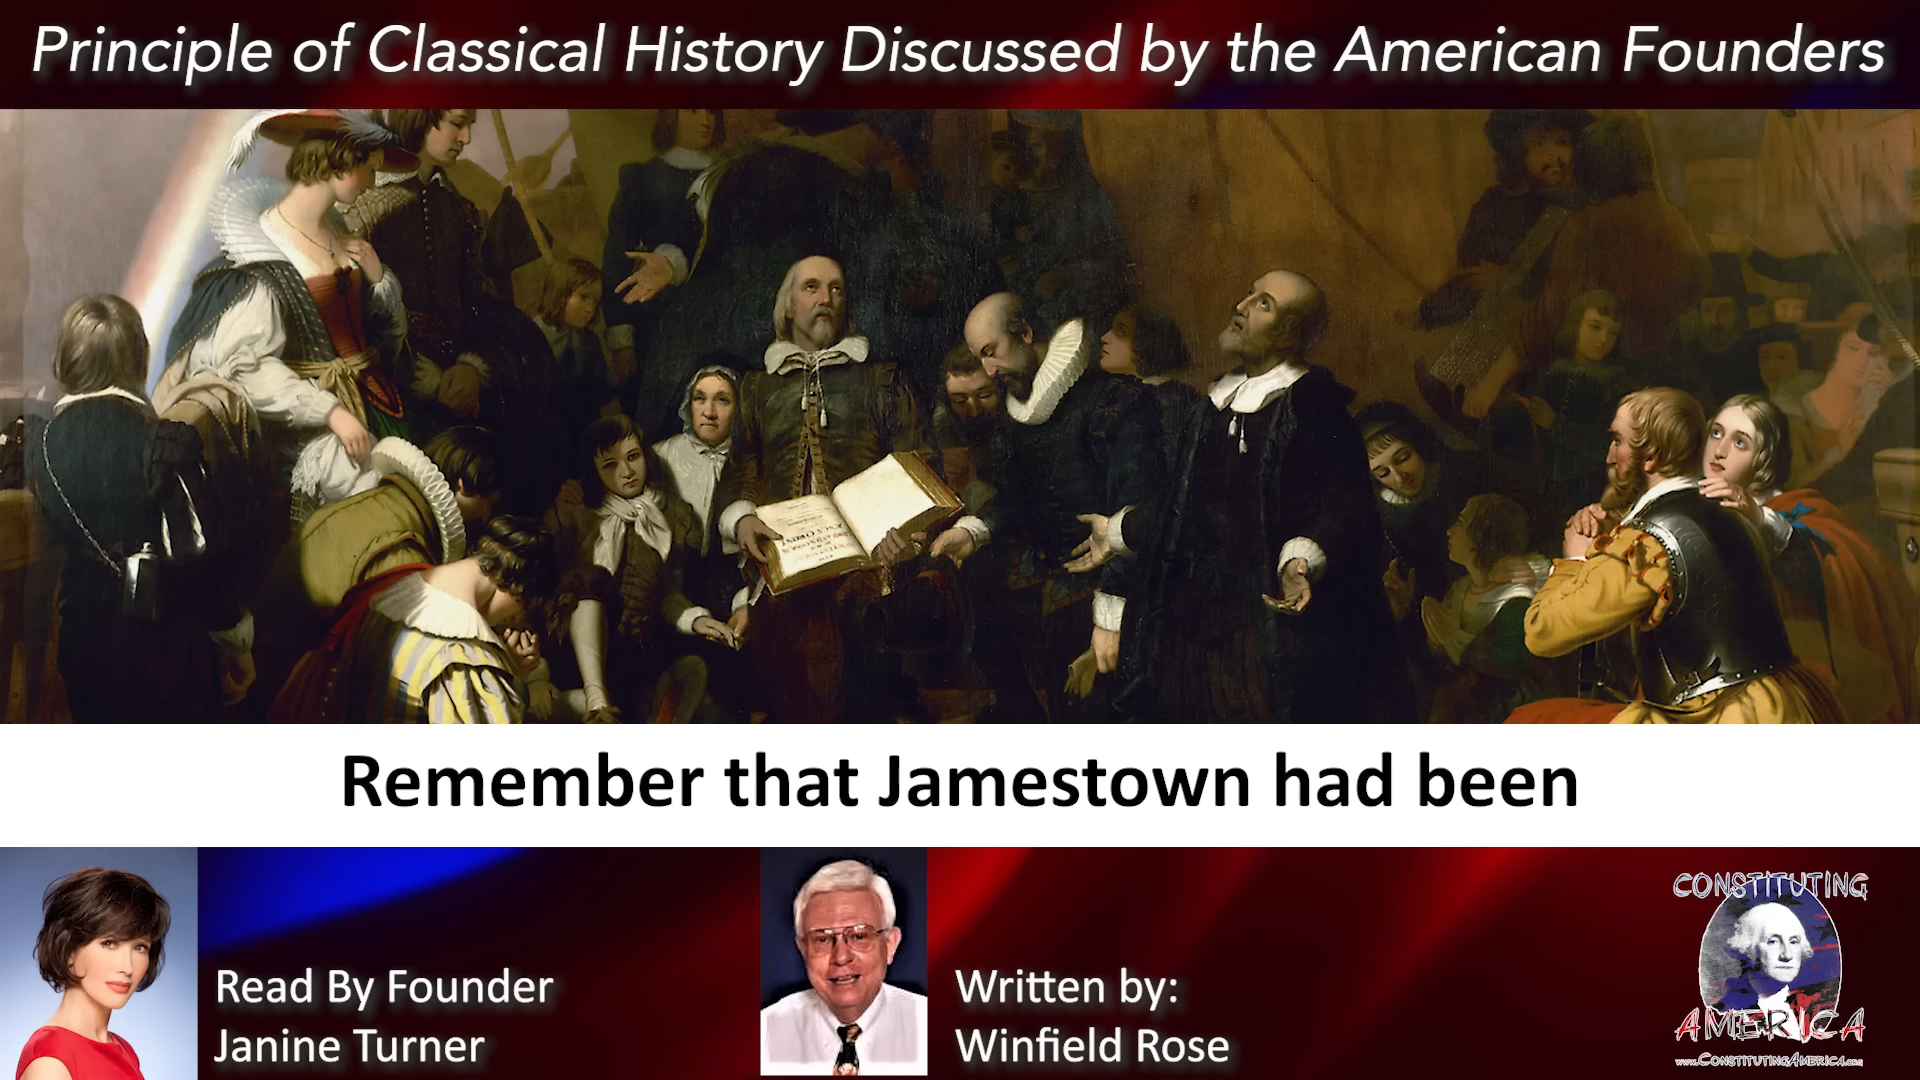 Principle of Classical History Discussed by the American Founders
Remember that Jamestown had been
Read By Founder
Janine Turner
Written by:
Winfield Rose
CONSTITUTING
AMERICA
www.ConstitutingAmerica.org